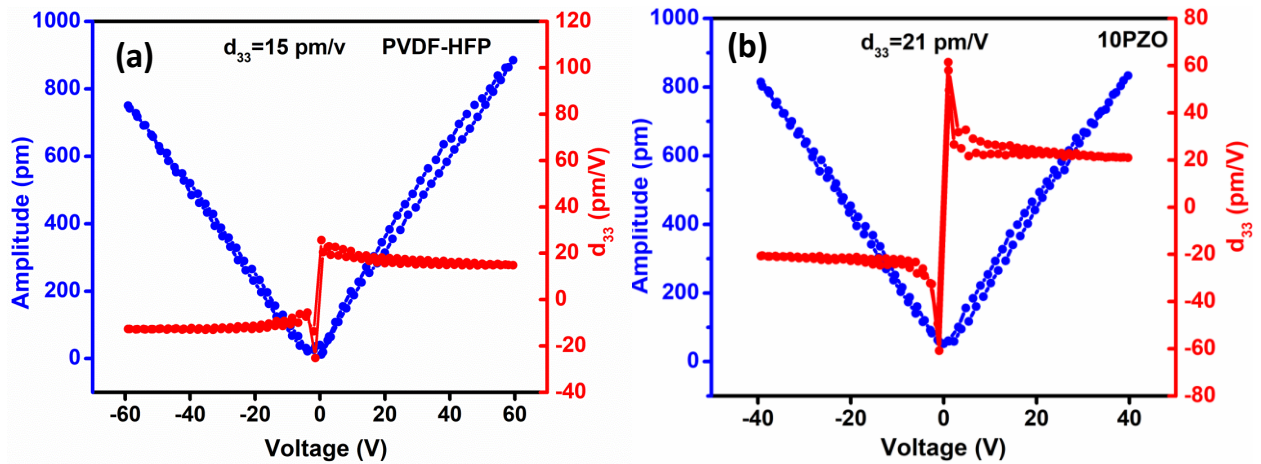 (a)
d33=15 pm/v PVDF-HFP
Amplitude (pm)
1000
800
600
400
200
0
120
100
80
60
40
20
0
-20
-40
d33 (pm/V)
-60 -40 -20 0 20 40 60
Voltage (V)
(b)
d33=21 pm/V 10PZO
Amplitude (pm)
1000
800
600
400
200
0
80
60
40
20
0
-20
-40
-60
-80
d33 (pm/V)
-40 -20 0 20 40
Voltage (V)